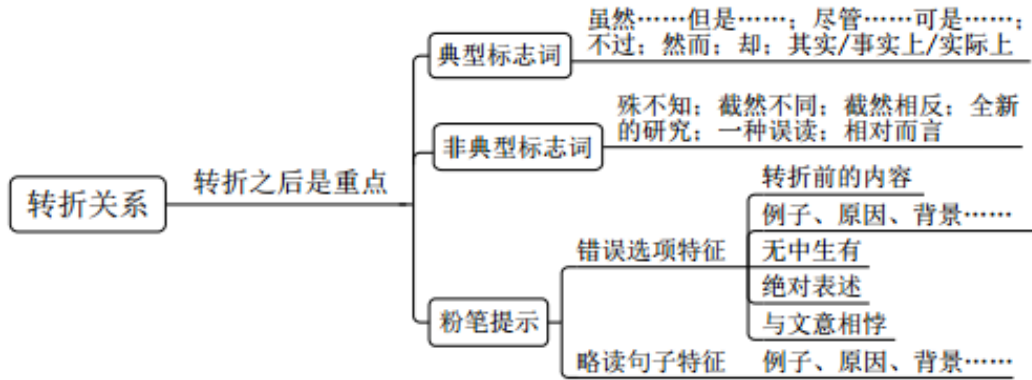 虽然……但是……；尽管……可是……；
不过；然而；却；其实/事实上/实际上
典型标志词
殊不知；截然不同；截然相反；全新
的研究；一种误读；相对而言
非典型标志词
转折关系
转折之后是重点
转折前的内容
例子、原因、背景……
错误选项特征
无中生有
绝对表述
粉笔提示
与文意相悖
略读句子特征
例子、原因、背景……